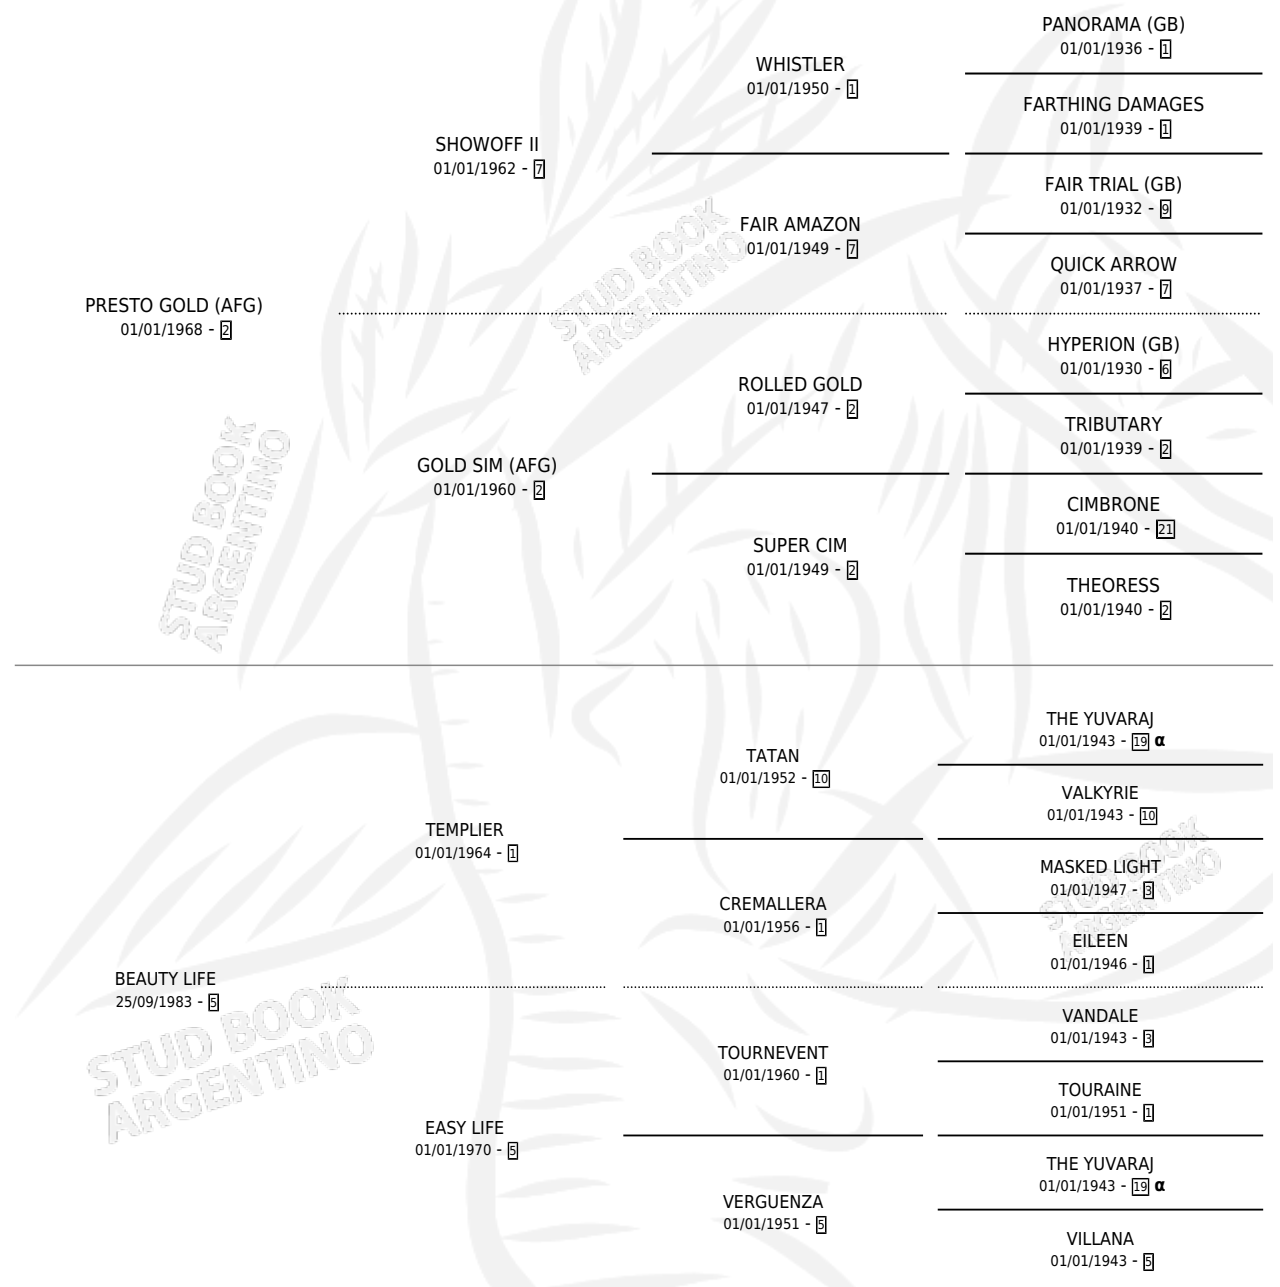 PANORAMA (GB)
01/01/1936 - 1
WHISTLER
01/01/1950 - 1
FARTHING DAMAGES
01/01/1939 - 1
SHOWOFF II
01/01/1962 - 7
FAIR TRIAL (GB)
01/01/1932 - 9
FAIR AMAZON
01/01/1949 - 7
QUICK ARROW
01/01/1937 - 7
STUD BOOK
ARGENTINO
PRESTO GOLD (AFG)
01/01/1968 - 2
HYPERION (GB)
01/01/1930 - 6
ROLLED GOLD
01/01/1947 - 2
TRIBUTARY
01/01/1939 - 2
GOLD SIM (AFG)
01/01/1960 - 2
CIMBRONE
01/01/1940 - 21
SUPER CIM
01/01/1949 - 2
THEORESS
01/01/1940 - 2
STUD BOOK
ARGENTINO
THE YUVARAJ
01/01/1943 - 19 α
TATAN
01/01/1952 - 10
VALKYRIE
01/01/1943 - 10
TEMPLIER
01/01/1964 - 1
MASKED LIGHT
01/01/1947 - 3
STUD BOOK
ARGENTINO
CREMALLERA
01/01/1956 - 1
EILEEN
01/01/1946 - 1
BEAUTY LIFE
25/09/1983 - 5
VANDALE
01/01/1943 - 3
STUD BOOK
ARGENTINO
TOURNEVENT
01/01/1960 - 1
TOURAINE
01/01/1951 - 1
EASY LIFE
01/01/1970 - 5
THE YUVARAJ
01/01/1943 - 19 α
VERGUENZA
01/01/1951 - 5
VILLANA
01/01/1943 - 5